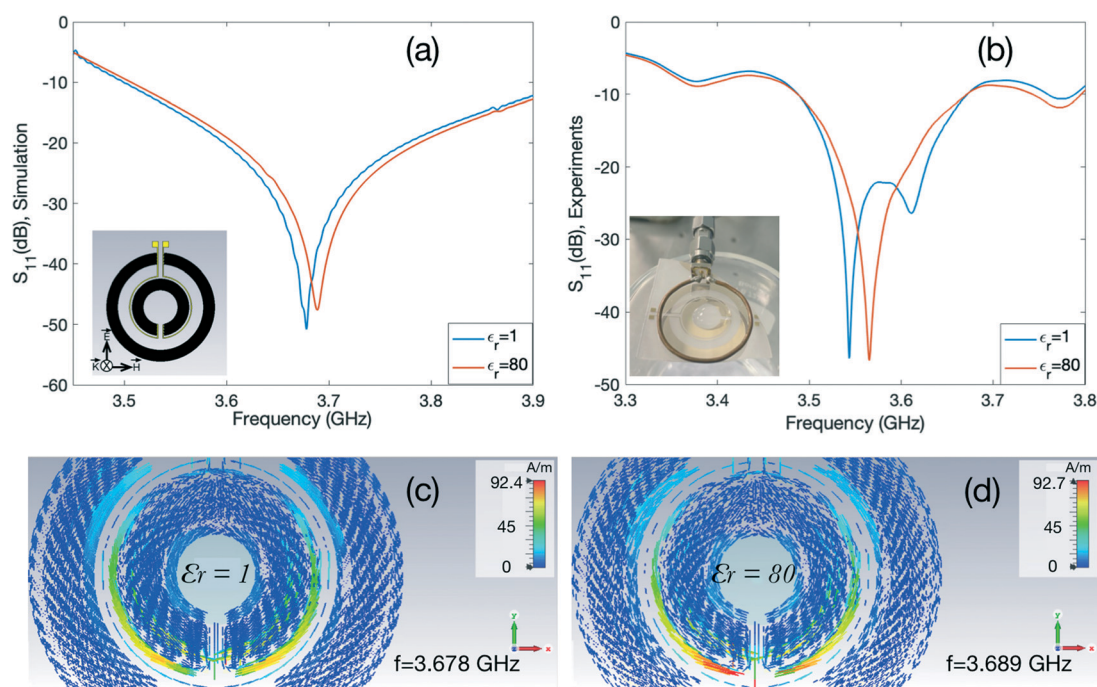 (a)
0
-10
-20
-30
-40
-50
-60
S11(dB), Simulation
3.5
3.6
3.7
3.8
3.9
Frequency (GHz)
E
K
H
ϵr=1
ϵr=80
(b)
0
-10
-20
-30
-40
-50
S11(dB), Experiments
3.3
3.4
3.5
3.6
3.7
3.8
Frequency (GHz)
ϵr=1
ϵr=80
(c)
A/m
92.4
45
0
Ɛr = 1
y
x
f=3.678 GHz
(d)
A/m
92.4
45
0
Ɛr = 80
y
x
f=3.689 GHz